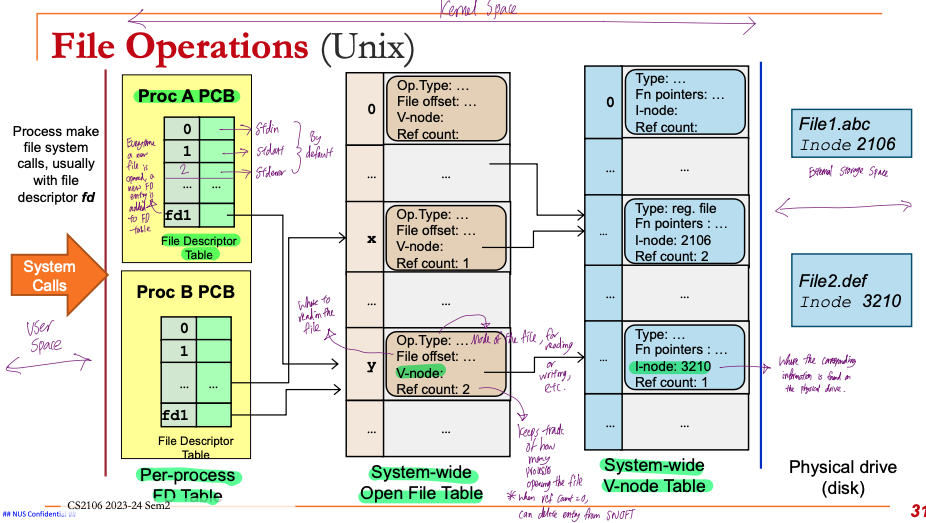 Kernel Space
File Operations (Unix)
Process make
file system
calls, usually
with file
descriptor fd
System
Calls
User
Space
Proc A PCB
0
1
2
... ...
fd1
File Descriptor
Table
Stdin
Stdout
Stderror
By
default
Everytime
a new
file is
opened, a
new FD
entry is
added
to FD
-table
Proc B PCB
0
1
... ...
fd1
File Descriptor
Table
Per-process
FD Table
0
Op.Type: ...
File offset: ...
V-node:
Ref count:
... ...
x
Op.Type: ...
File offset: ...
V-node:
Ref count: 1
... ...
y
Op.Type: ...
File offset: ...
V-node:
Ref count: 2
... ...
where to
read in the
file
Mode of the file, for
reading
or
writing,
etc.
keeps track
of how
many
process
opening the file
* when ref count=0,
can delete entry from SWOFT
System-wide
Open File Table
0
Type: ...
Fn pointers: ...
I-node:
Ref count:
... ...
...
Type: reg. file
Fn pointers : ...
I-node: 2106
Ref count: 2
... ...
...
Type: ...
Fn pointers : ...
I-node: 3210
Ref count: 1
... ...
System-wide
V-node Table
File1.abc
Inode 2106
External Storage Space
File2.def
Inode 3210
where the corresponding
information is found on
the physical drive.
Physical drive
(disk)
CS2106 2023-24 Sem2
## NUS Confidential ##
31